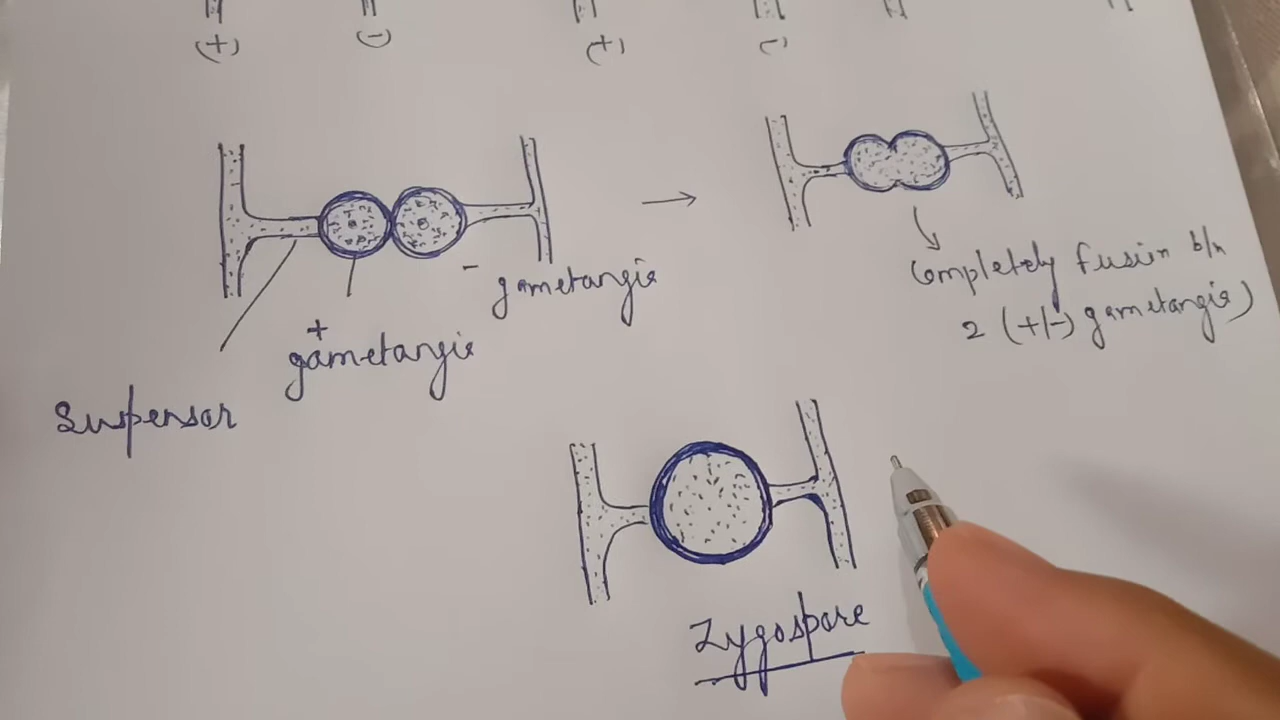 (+) (-) (+) (-)
- gametangia
completely fusion b/n
2 (+/-) gametangia)
+
gametangia
Suspensor
Zygospore